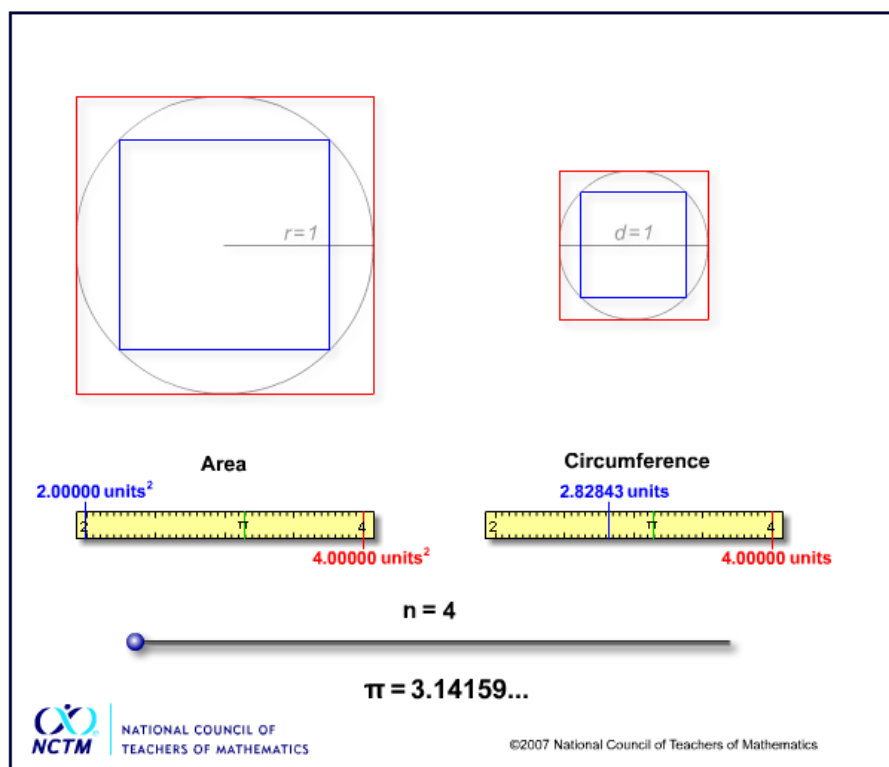 r=1
d=1
Area
Circumference
2.00000 units²
2.82843 units
2 π 4
2 π 4
4.00000 units²
4.00000 units
n = 4
π = 3.14159...
NCTM
NATIONAL COUNCIL OF
TEACHERS OF MATHEMATICS
©2007 National Council of Teachers of Mathematics